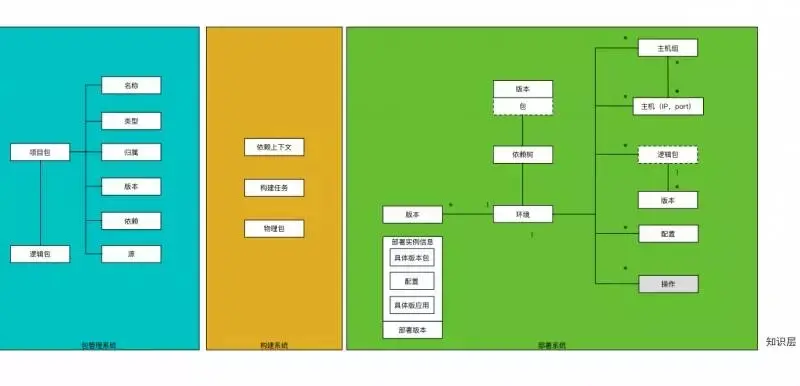 名称
类型
项目包
归属
版本
依赖
逻辑包
源
包管理系统
依赖上下文
构建任务
物理包
构建系统
*
主机组
版本
*
包
*
*
主机（IP，port）
依赖树
*
逻辑包
1
*
版本
版本
*
1
环境
1
*
配置
部署实例信息
具体版本包
配置
具体版应用
部署版本
*
操作
部署系统
知识层